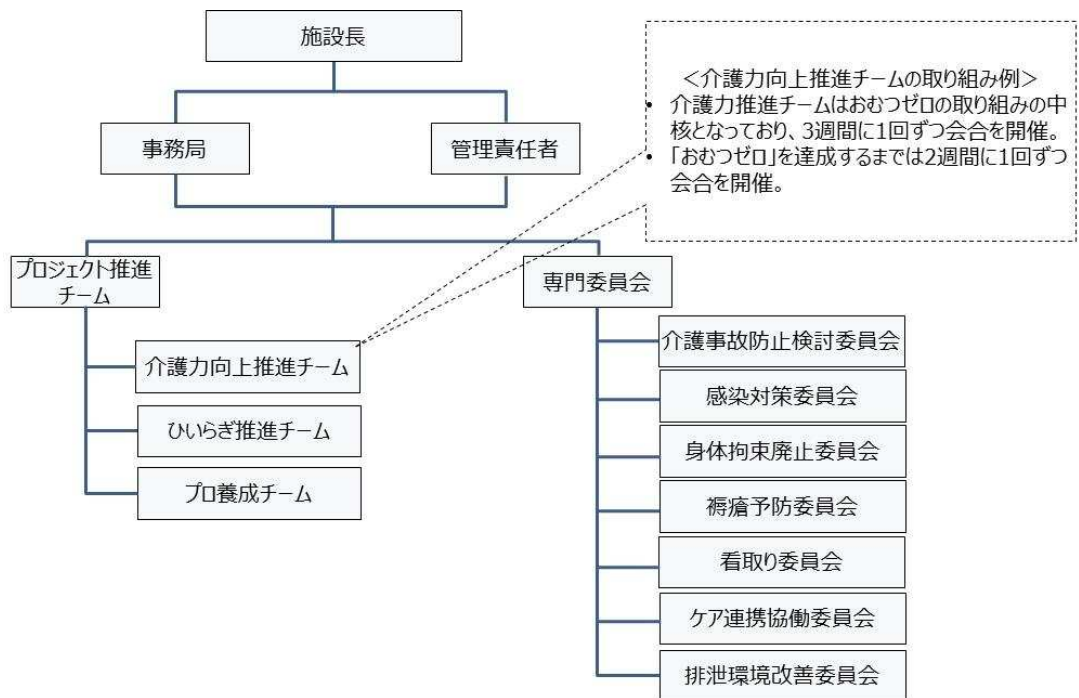 施設長
＜介護力向上推進チームの取り組み例＞
• 介護力推進チームはおむつゼロの取り組みの中
核となっており、3週間に1回ずつ会合を開催。
• 「おむつゼロ」を達成するまでは2週間に1回ずつ
会合を開催。
事務局
管理責任者
プロジェクト推進
チーム
介護力向上推進チーム
ひいらぎ推進チーム
プロ養成チーム
専門委員会
介護事故防止検討委員会
感染対策委員会
身体拘束廃止委員会
褥瘡予防委員会
看取り委員会
ケア連携協働委員会
排泄環境改善委員会